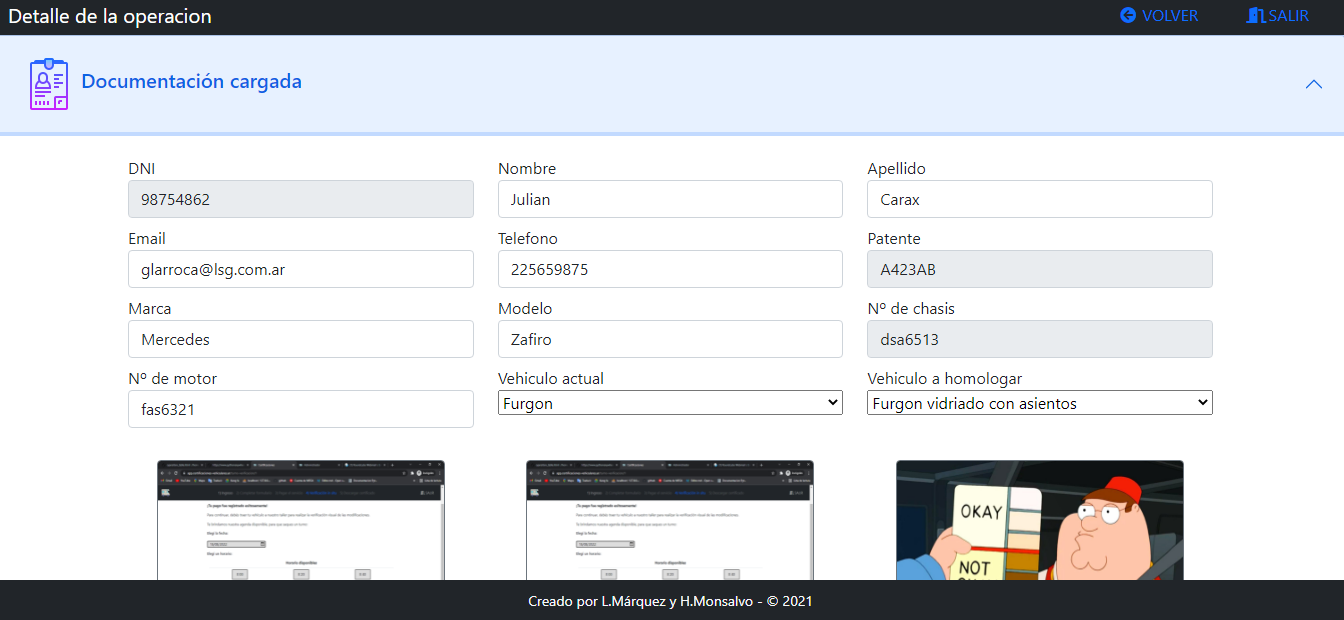 Detalle de la operacion
VOLVER
SALIR
Documentación cargada
DNI
Nombre
Apellido
98754862
Julian
Carax
Email
Telefono
Patente
glarroca@lsg.com.ar
225659875
A423AB
Marca
Modelo
Nº de chasis
Mercedes
Zafiro
dsa6513
Nº de motor
Vehiculo actual
Vehiculo a homologar
fas6321
Furgon
Furgon vidriado con asientos
OKAY
NOT
Creado por L.Márquez y H.Monsalvo - © 2021